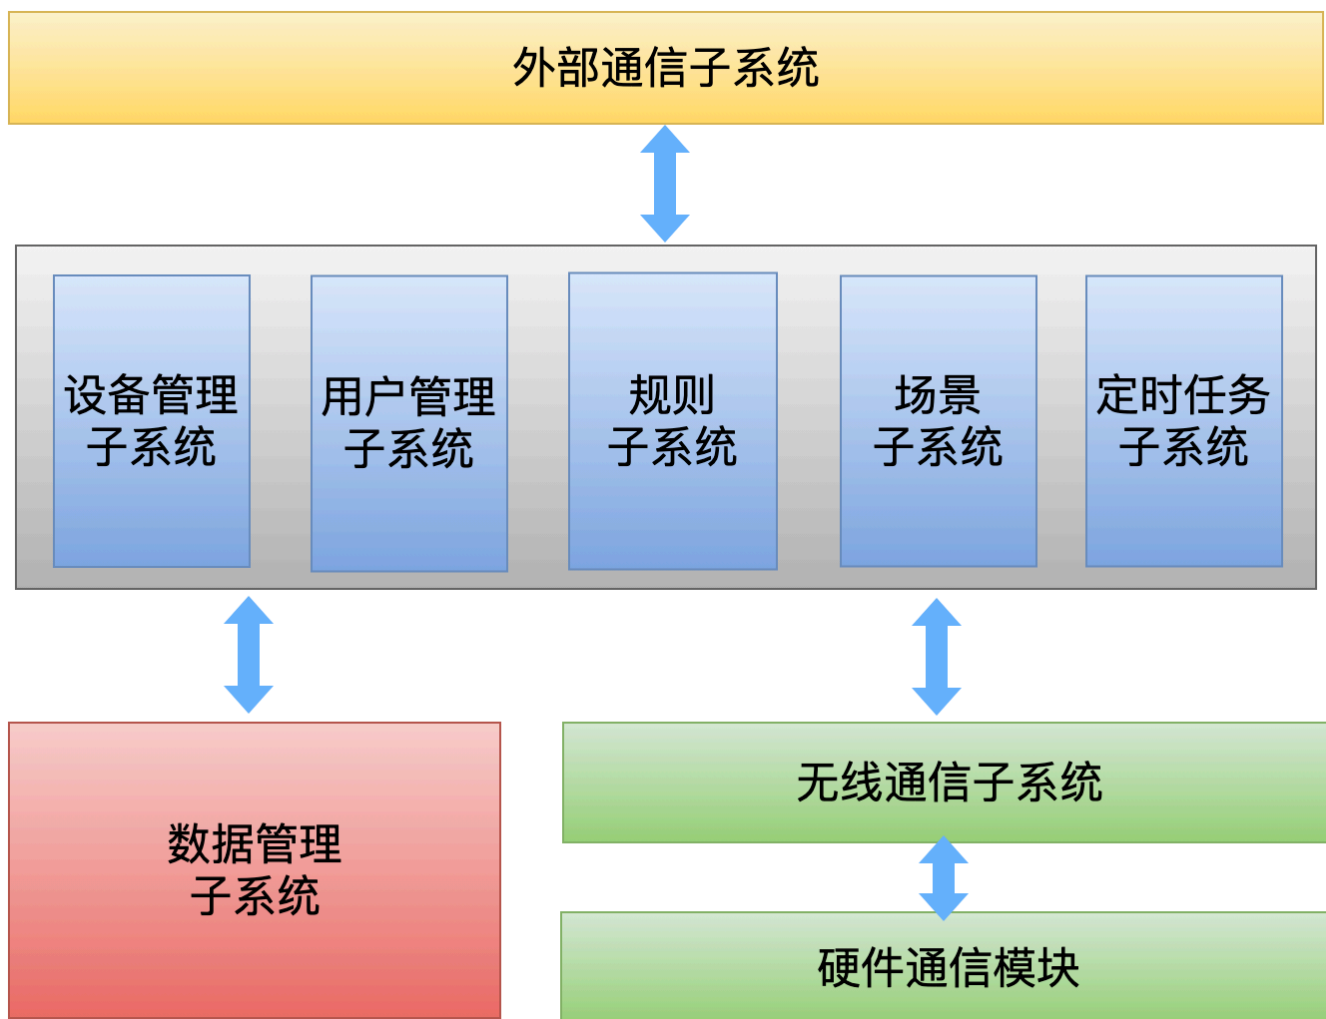 外部通信子系统
设备管理
子系统
用户管理
子系统
规则
子系统
场景
子系统
定时任务
子系统
数据管理
子系统
无线通信子系统
硬件通信模块